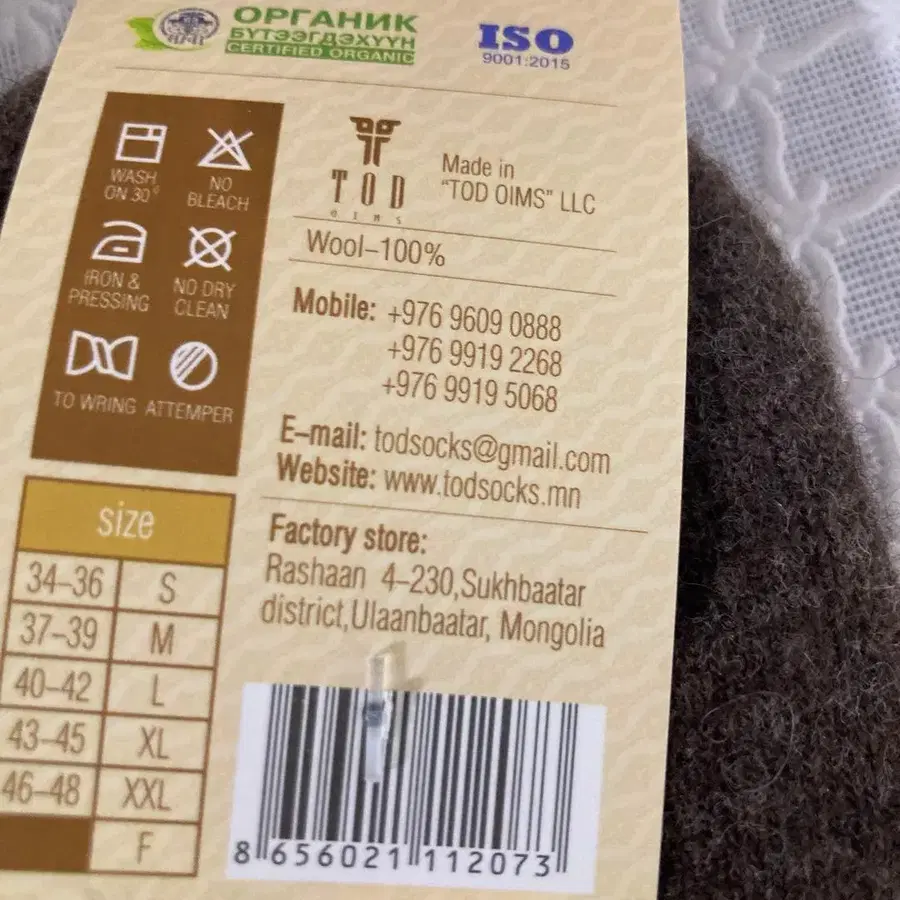 ОРГАНИК
БҮТЭЭГДЭХҮҮН
CERTIFIED ORGANIC
ISO
9001:2015
WASH
ON 30°
NO
BLEACH
IRON &
PRESSING
NO DRY
CLEAN
TO WRING
ATTEMPER
TOD
OIMS
Made in
"TOD OIMS" LLC
Wool-100%
Mobile: +976 9609 0888
+976 9919 2268
+976 9919 5068
E-mail: todsocks@gmail.com
Website: www.todsocks.mn
Factory store:
Rashaan 4-230,Sukhbaatar
district,Ulaanbaatar, Mongolia
size
34-36 S
37-39 M
40-42 L
43-45 XL
46-48 XXL
F
8 656021 112073